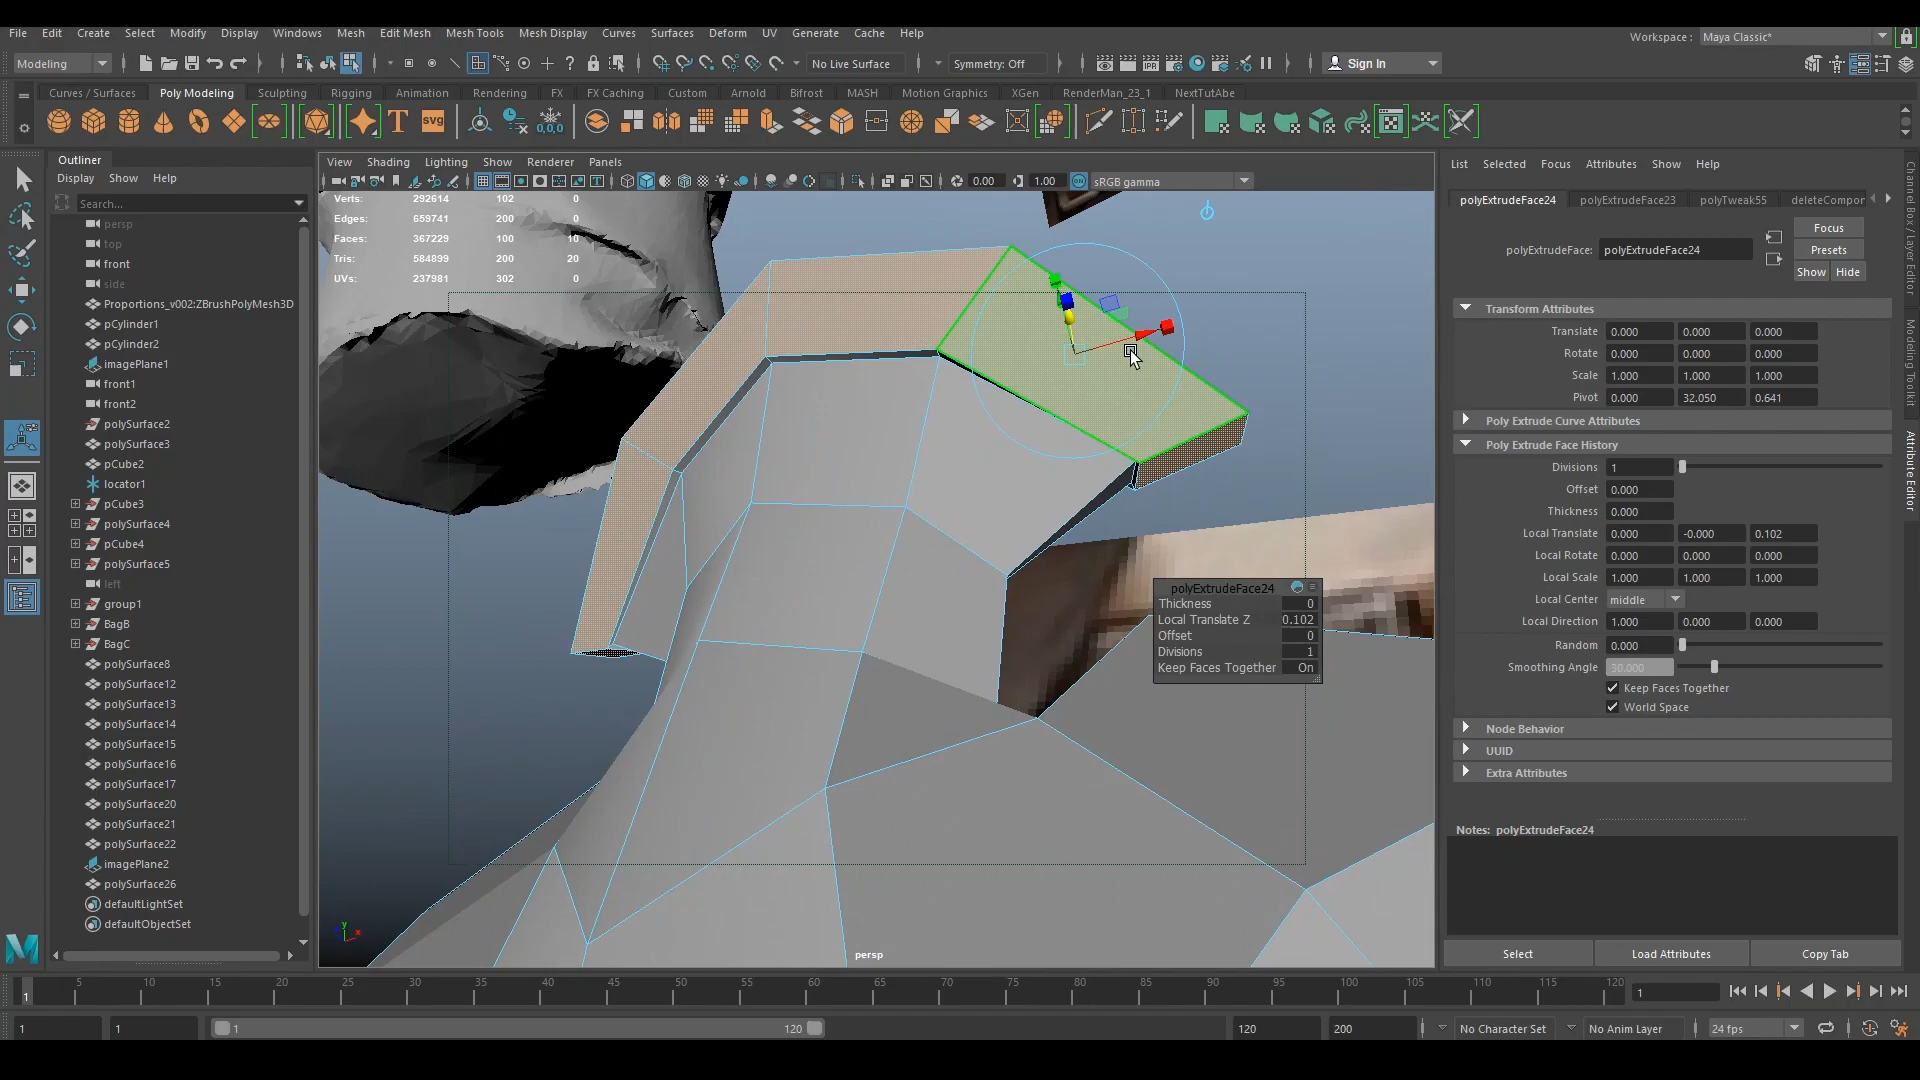 File Edit Create Select Modify Display Windows Mesh Edit Mesh Mesh Tools Mesh Display Curves Surfaces Deform UV Generate Cache Help
Workspace : Maya Classic*
Modeling No Live Surface Symmetry: Off Sign In
Curves / Surfaces Poly Modeling Sculpting Rigging Animation Rendering FX FX Caching Custom Arnold Bifrost MASH Motion Graphics XGen RenderMan_23_1 NextTutAbe
T svg 0,0,0
Outliner
Display Show Help
Search...
persp
top
front
side
Proportions_v002:ZBrushPolyMesh3D
pCylinder1
pCylinder2
imagePlane1
front1
front2
polySurface2
polySurface3
pCube2
locator1
pCube3
polySurface4
pCube4
polySurface5
left
group1
BagB
BagC
polySurface8
polySurface12
polySurface13
polySurface14
polySurface15
polySurface16
polySurface17
polySurface20
polySurface21
polySurface22
imagePlane2
polySurface26
defaultLightSet
defaultObjectSet
View Shading Lighting Show Renderer Panels
0.00 1.00 ON sRGB gamma
Verts: 292614 102 0
Edges: 659741 200 0
Faces: 367229 100 10
Tris: 584899 200 20
UVs: 237981 302 0
polyExtrudeFace24
Thickness 0
Local Translate Z 0.102
Offset 0
Divisions 1
Keep Faces Together On
y x
persp
List Selected Focus Attributes Show Help
polyExtrudeFace24 polyExtrudeFace23 polyTweak55 deleteCompor
polyExtrudeFace: polyExtrudeFace24
Focus
Presets
Show Hide
Transform Attributes
Translate 0.000 0.000 0.000
Rotate 0.000 0.000 0.000
Scale 1.000 1.000 1.000
Pivot 0.000 32.050 0.641
Poly Extrude Curve Attributes
Poly Extrude Face History
Divisions 1
Offset 0.000
Thickness 0.000
Local Translate 0.000 -0.000 0.102
Local Rotate 0.000 0.000 0.000
Local Scale 1.000 1.000 1.000
Local Center middle
Local Direction 1.000 0.000 0.000
Random 0.000
Smoothing Angle 30.000
Keep Faces Together
World Space
Node Behavior
UUID
Extra Attributes
Notes: polyExtrudeFace24
Select Load Attributes Copy Tab
Channel Box / Layer Editor
Modeling Toolkit
Attribute Editor
1 5 10 15 20 25 30 35 40 45 50 55 60 65 70 75 80 85 90 95 100 105 110 115 120 1
1 1 1 120 120 200 No Character Set No Anim Layer 24 fps